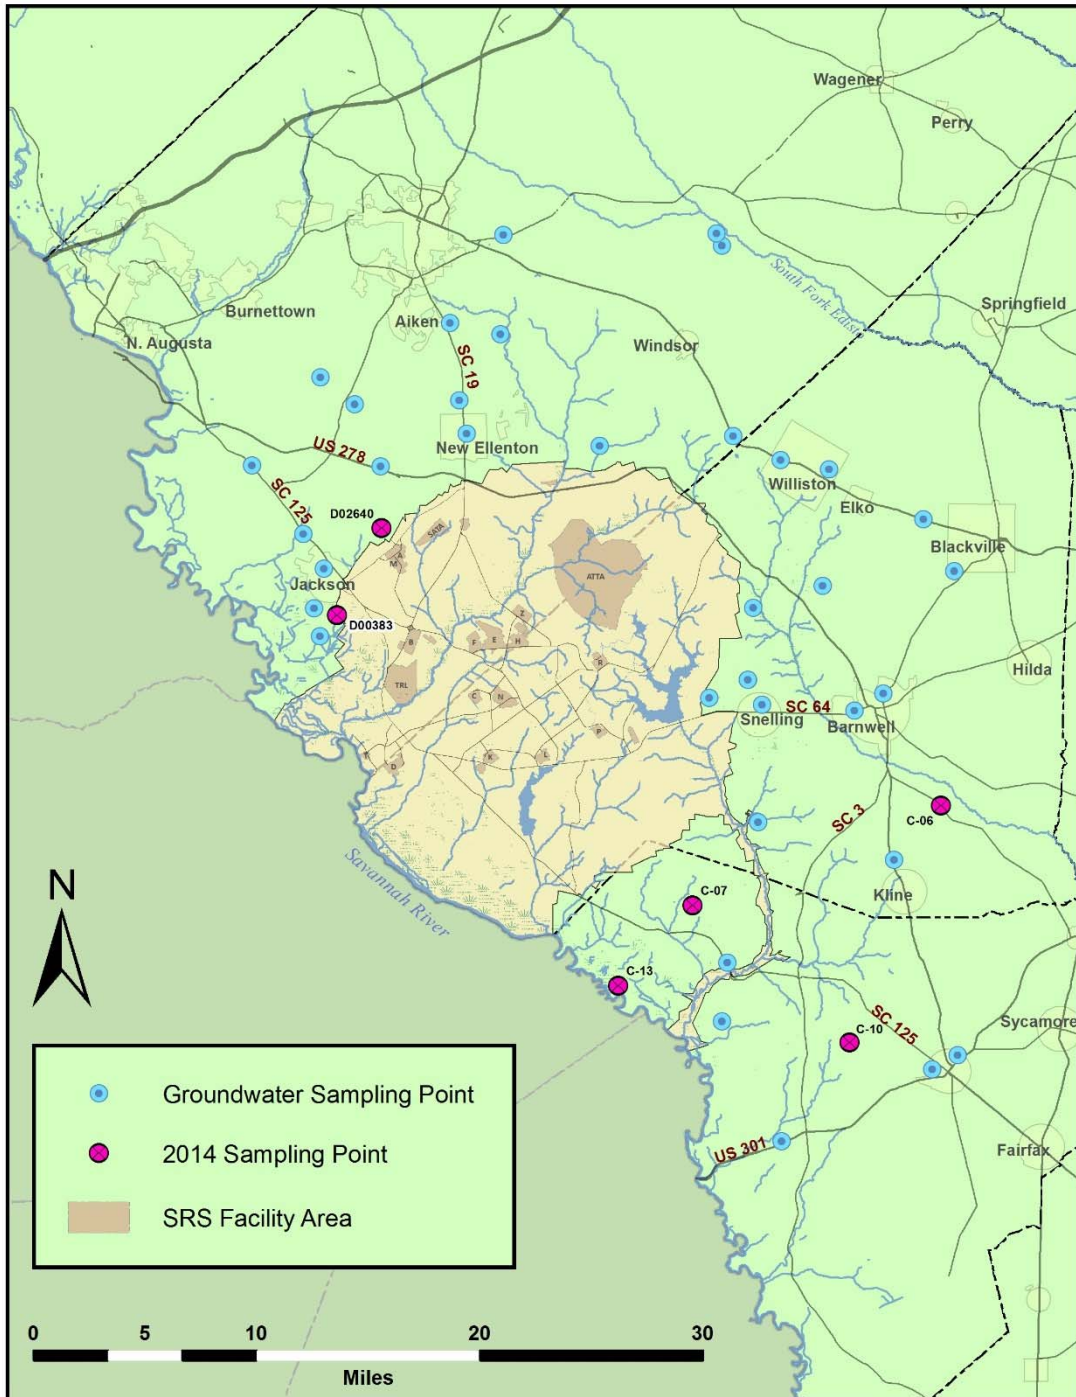 Wagener
Perry
South Fork Edisto
Springfield
Burnettown
Aiken
N. Augusta
SC 19
Windsor
New Ellenton
US 278
Williston
SC 125
Elko
D02640
SATA
Blackville
A
M
Jackson
ATTA
D00383
Z
B
F
E
H
Hilda
R
TRL
C
N
SC 64
Snelling
Barnwell
P
T
K
L
D
SC 3
C-06
Savannah River
N
C-07
Kline
C-13
SC 125
Sycamore
C-10
US 301
Fairfax
Groundwater Sampling Point
2014 Sampling Point
SRS Facility Area
0 5 10 20 30
Miles